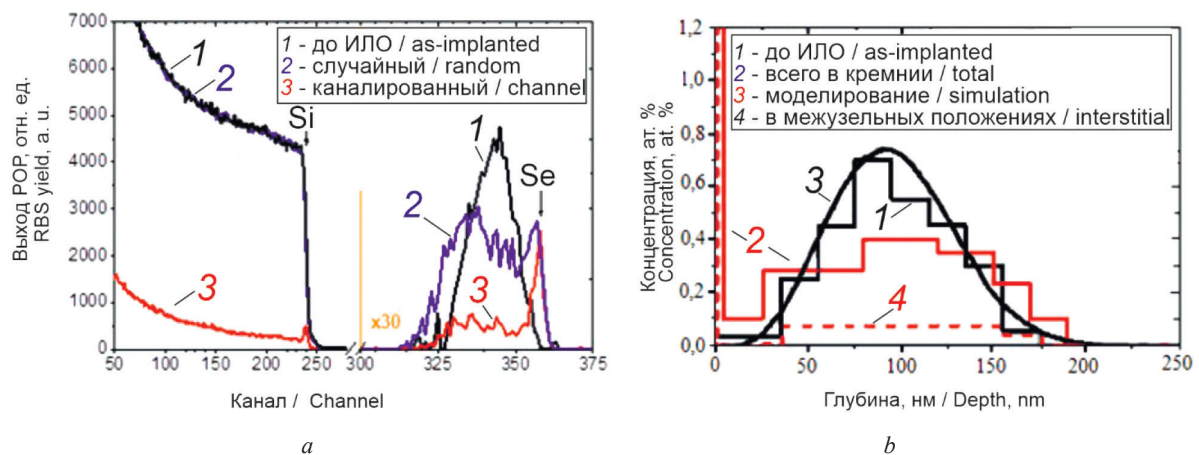 Выход РОР, отн. ед.
RBS yield, a. u.
7000
6000
5000
4000
3000
2000
1000
0
1 - до ИЛО / as-implanted
2 - случайный / random
3 - каналированный / channel
1
2
Si
3
1
2
Se
3
x30
50
100
150
200
250
300
325
350
375
Канал / Channel
a
Концентрация, ат. %
Concentration, at. %
1,2
1,0
0,8
0,6
0,4
0,2
0,0
1 - до ИЛО / as-implanted
2 - всего в кремнии / total
3 - моделирование / simulation
4 - в межузельных положениях / interstitial
3
1
2
4
0
50
100
150
200
250
Глубина, нм / Depth, nm
b